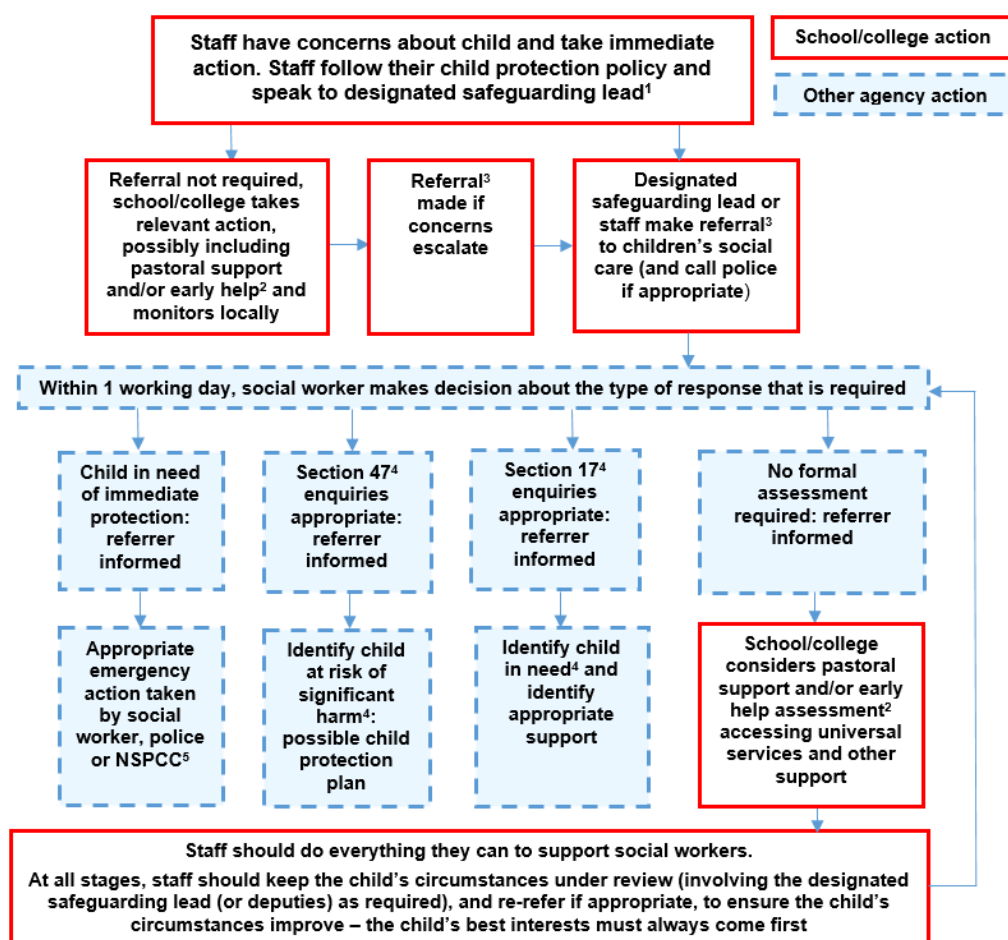 Staff have concerns about child and take immediate
action. Staff follow their child protection policy and
speak to designated safeguarding lead¹
School/college action
Other agency action
Referral not required,
school/college takes
relevant action,
possibly including
pastoral support
and/or early help² and
monitors locally
Referral³
made if
concerns
escalate
Designated
safeguarding lead or
staff make referral³
to children’s social
care (and call police
if appropriate)
Within 1 working day, social worker makes decision about the type of response that is required
Child in need
of immediate
protection:
referrer
informed
Section 47⁴
enquiries
appropriate:
referrer
informed
Section 17⁴
enquiries
appropriate:
referrer
informed
No formal
assessment
required: referrer
informed
Appropriate
emergency
action taken
by social
worker, police
or NSPCC⁵
Identify child
at risk of
significant
harm⁴:
possible child
protection
plan
Identify child
in need⁴ and
identify
appropriate
support
School/college
considers pastoral
support and/or early
help assessment²
accessing universal
services and other
support
Staff should do everything they can to support social workers.
At all stages, staff should keep the child’s circumstances under review (involving the designated
safeguarding lead (or deputies) as required), and re-refer if appropriate, to ensure the child’s
circumstances improve – the child’s best interests must always come first